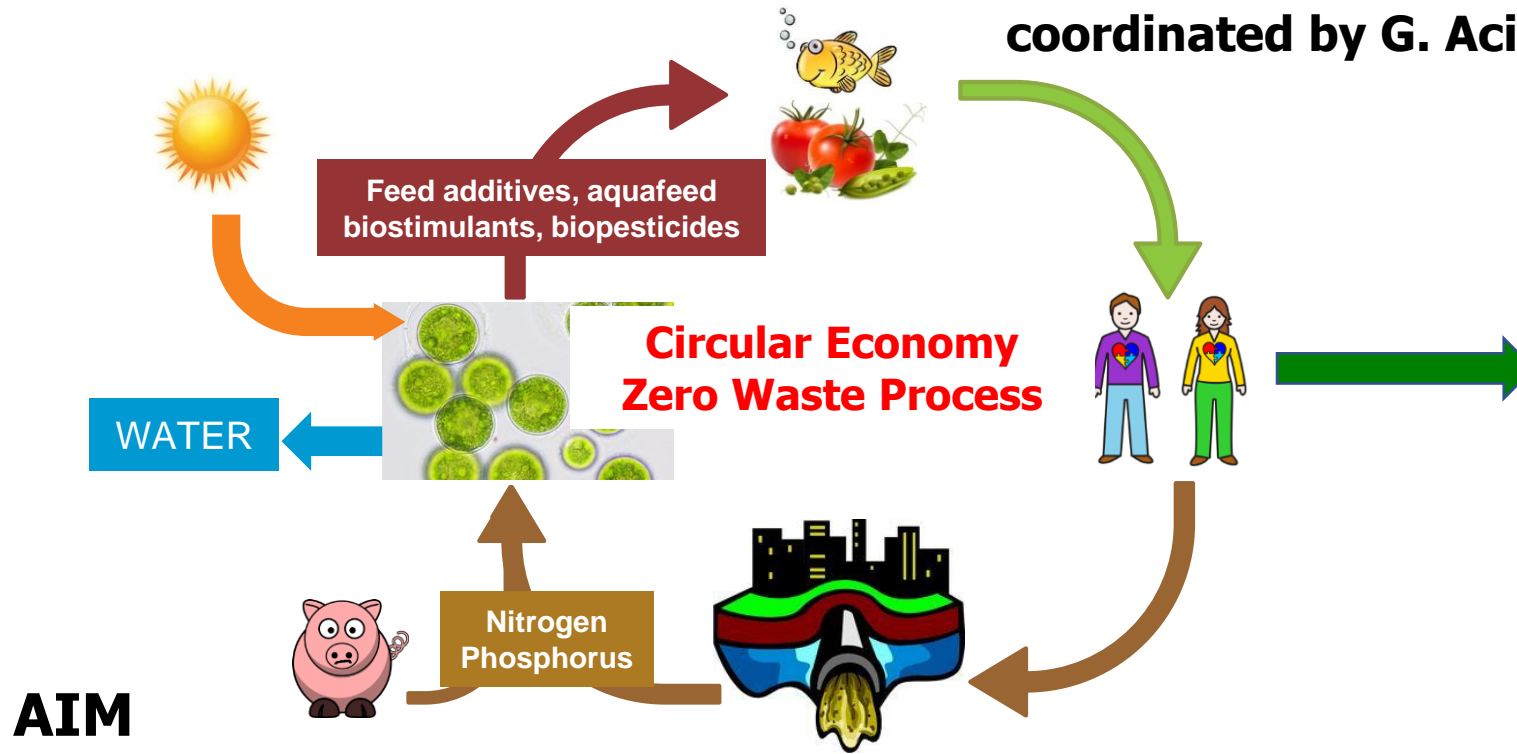 coordinated by G. Aci
Feed additives, aquafeed
biostimulants, biopesticides
Circular Economy
Zero Waste Process
WATER
Nitrogen
Phosphorus
AIM